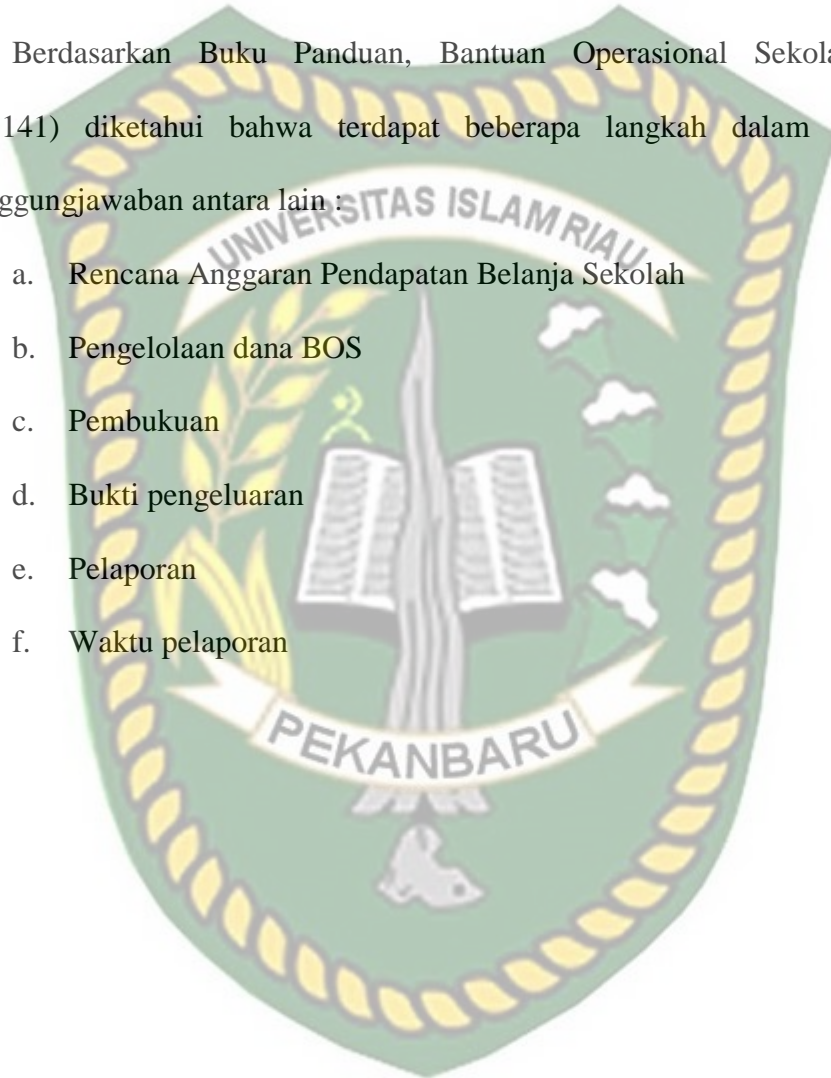 Berdasarkan Buku Panduan, Bantuan Operasional Sekola
141) diketahui bahwa terdapat beberapa langkah dalam
ggungjawaban antara lain :
UNIVERSITAS ISLAM RIAU
a. Rencana Anggaran Pendapatan Belanja Sekolah
b. Pengelolaan dana BOS
c. Pembukuan
d. Bukti pengeluaran
e. Pelaporan
f. Waktu pelaporan
PEKANBARU